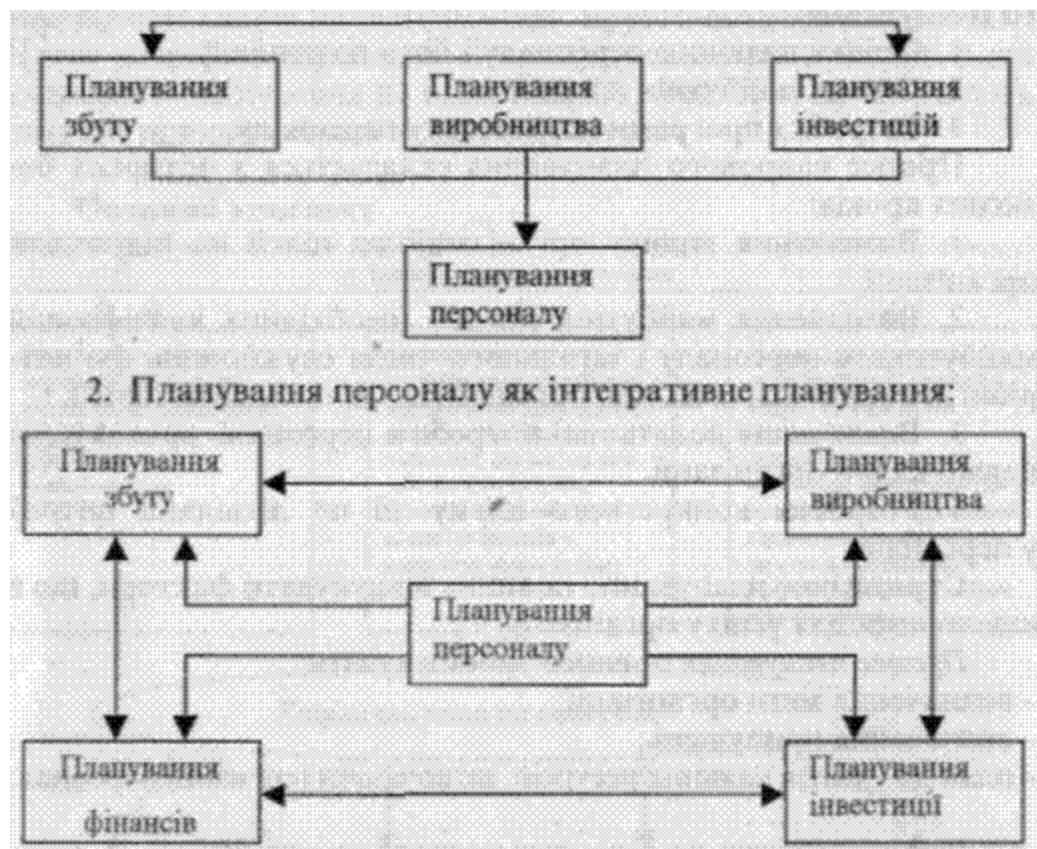 Планування
збуту
Планування
виробництва
Планування
інвестицій
Планування
персоналу
2. Планування персоналу як інтегративне планування:
Планування
збуту
Планування
виробництва
Планування
персоналу
Планування
фінансів
Планування
інвестиції